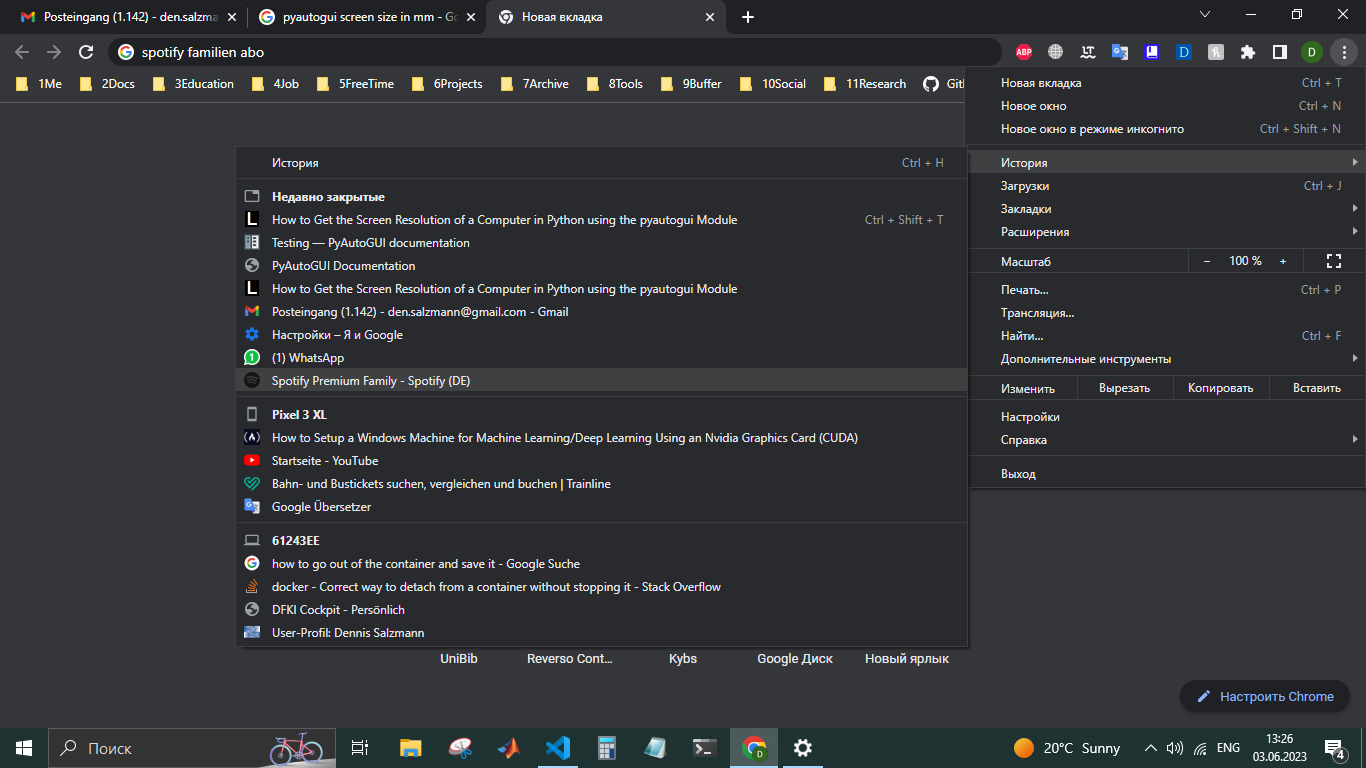 Posteingang (1.142) - den.salzma
pyautogui screen size in mm - Go
Новая вкладка
spotify familien abo
ABP
D
D
1Me
2Docs
3Education
4Job
5FreeTime
6Projects
7Archive
8Tools
9Buffer
10Social
11Research
Новая вкладка Ctrl + T
Новое окно Ctrl + N
Новое окно в режиме инкогнито Ctrl + Shift + N
История
Загрузки Ctrl + J
Закладки
Расширения
Масштаб − 100 % +
Печать... Ctrl + P
Трансляция...
Найти... Ctrl + F
Дополнительные инструменты
Изменить Вырезать Копировать Вставить
Настройки
Справка
Выход
История Ctrl + H
Недавно закрытые
How to Get the Screen Resolution of a Computer in Python using the pyautogui Module Ctrl + Shift + T
Testing — PyAutoGUI documentation
PyAutoGUI Documentation
How to Get the Screen Resolution of a Computer in Python using the pyautogui Module
Posteingang (1.142) - den.salzmann@gmail.com - Gmail
Настройки – Я и Google
(1) WhatsApp
Spotify Premium Family - Spotify (DE)
Pixel 3 XL
How to Setup a Windows Machine for Machine Learning/Deep Learning Using an Nvidia Graphics Card (CUDA)
Startseite - YouTube
Bahn- und Bustickets suchen, vergleichen und buchen | Trainline
Google Übersetzer
61243EE
how to go out of the container and save it - Google Suche
docker - Correct way to detach from a container without stopping it - Stack Overflow
DFKI Cockpit - Persönlich
User-Profil: Dennis Salzmann
UniBib
Reverso Cont...
Kybs
Google Диск
Новый ярлык
Настроить Chrome
Поиск
20°C Sunny
ENG
13:26
03.06.2023
4